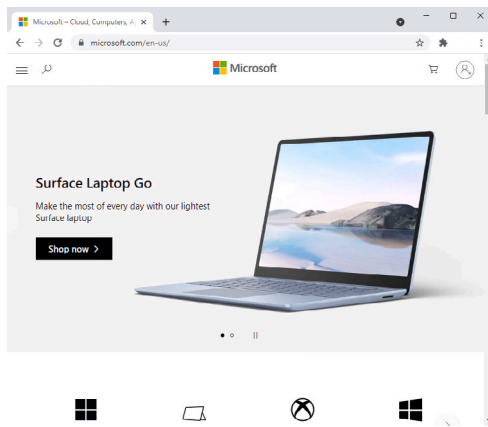 Microsoft – Cloud, Computers, A
microsoft.com/en-us/
Microsoft
Surface Laptop Go
Make the most of every day with our lightest
Surface laptop
Shop now